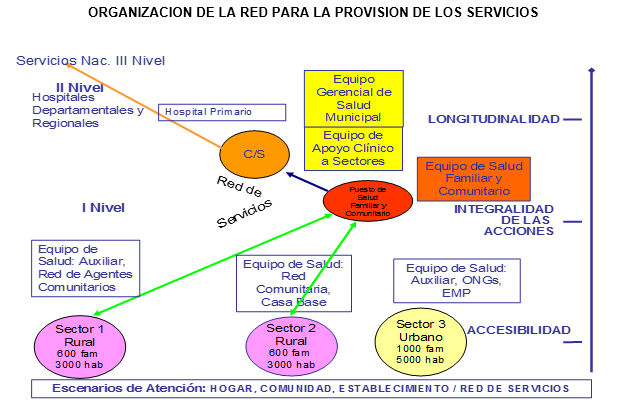 ORGANIZACION DE LA RED PARA LA PROVISION DE LOS SERVICIOS
Servicios Nac. III Nivel
II Nivel
Hospitales
Departamentales y
Regionales
Hospital Primario
Equipo
Gerencial de
Salud
Municipal
Equipo de
Apoyo Clínico
a Sectores
LONGITUDINALIDAD
C/S
Red de
Servicios
Equipo de Salud
Familiar y
Comunitario
Puesto de
Salud
Familiar y
Comunitario
I Nivel
INTEGRALIDAD
DE LAS
ACCIONES
Equipo de
Salud: Auxiliar,
Red de Agentes
Comunitarios
Equipo de Salud:
Red
Comunitaria,
Casa Base
Equipo de Salud:
Auxiliar, ONGs,
EMP
Sector 1
Rural
600 fam
3000 hab
Sector 2
Rural
600 fam
3000 hab
Sector 3
Urbano
1000 fam
5000 hab
ACCESIBILIDAD
Escenarios de Atención: HOGAR, COMUNIDAD, ESTABLECIMIENTO / RED DE SERVICIOS